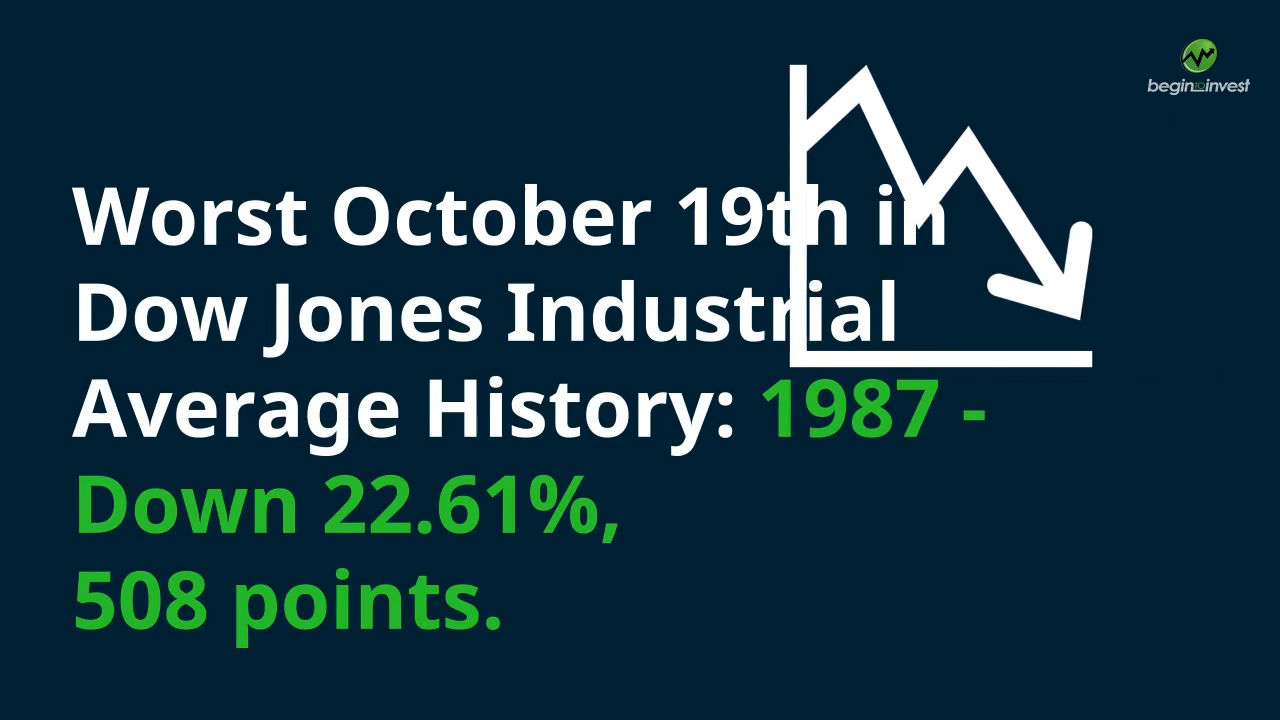 begin to invest
Worst October 19th in
Dow Jones Industrial
Average History: 1987 -
Down 22.61%,
508 points.